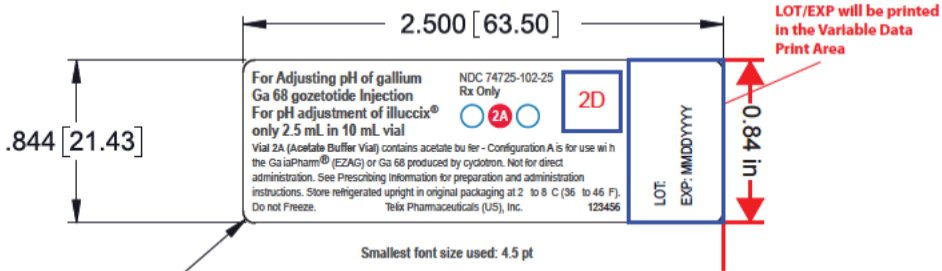 2.500 [63.50]
LOT/EXP will be printed
in the Variable Data
Print Area
.844 [21.43]
For Adjusting pH of gallium
Ga 68 gozetotide Injection
For pH adjustment of illuccix®
only 2.5 mL in 10 mL vial
NDC 74725-102-25
Rx Only
2A
2D
Vial 2A (Acetate Buffer Vial) contains acetate bu fer - Configuration A is for use wi h
the Ga iaPharm® (EZAG) or Ga 68 produced by cyclotron. Not for direct
administration. See Prescribing Information for preparation and administration
instructions. Store refrigerated upright in original packaging at 2 to 8 C (36 to 46 F).
Do not Freeze. Telix Pharmaceuticals (US), Inc. 123456
LOT:
EXP: MMDDYYYY
0.84 in
Smallest font size used: 4.5 pt